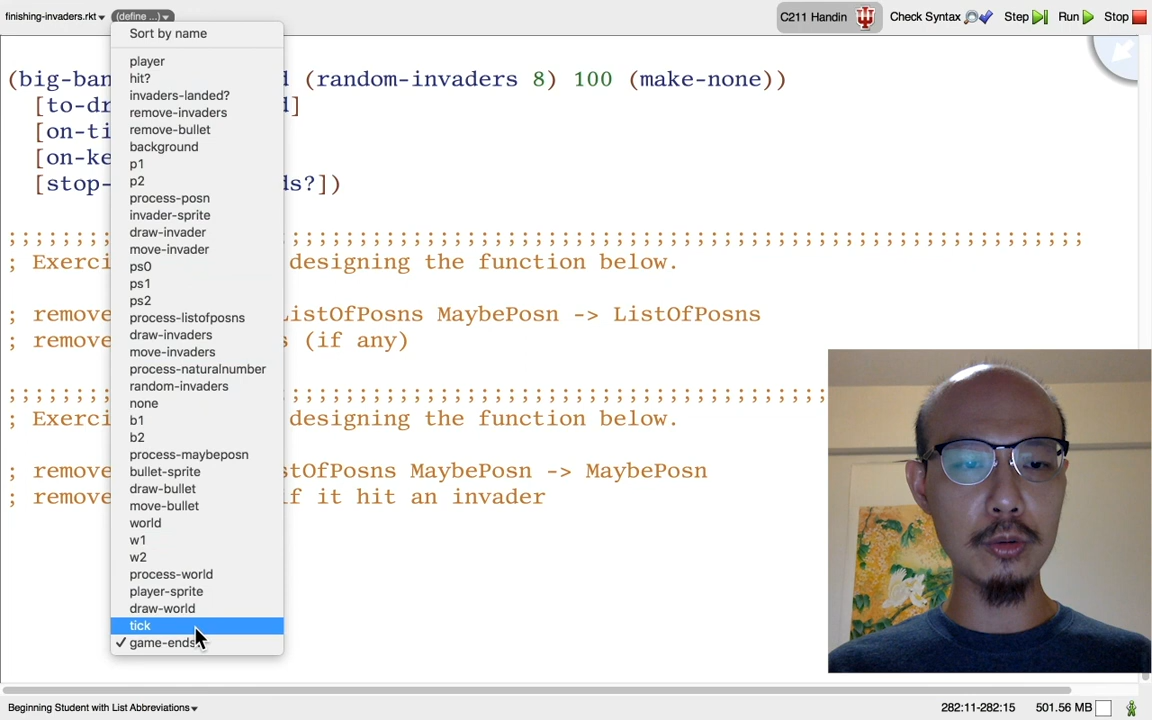 finishing-invaders.rkt (define ...) C211 Handin Check Syntax Step Run Stop
Sort by name
player
hit?
invaders-landed?
remove-invaders
remove-bullet
background
p1
p2
process-posn
invader-sprite
draw-invader
move-invader
ps0
ps1
ps2
process-listofposns
draw-invaders
move-invaders
process-naturalnumber
random-invaders
none
b1
b2
process-maybeposn
bullet-sprite
draw-bullet
move-bullet
world
w1
w2
process-world
player-sprite
draw-world
tick
✓ game-ends
(big-ban d (random-invaders 8) 100 (make-none))
[to-dr d]
[on-ti
[on-ke
[stop- ds?])
;;;;;;;; ;;;;;;;;;;;;;;;;;;;;;;;;;;;;;;;;;;;;;;;;;;;;;;;;;;;;;;;;;;;
; Exerci designing the function below.
; remove ListOfPosns MaybePosn -> ListOfPosns
; remove s (if any)
;;;;;;;; ;;;;;;;;;;;;;;;;;;;;;;;;;;;;;;;;;;;;;;;;
; Exerci designing the function below.
; remove stOfPosns MaybePosn -> MaybePosn
; remove if it hit an invader
Beginning Student with List Abbreviations 282:11-282:15 501.56 MB